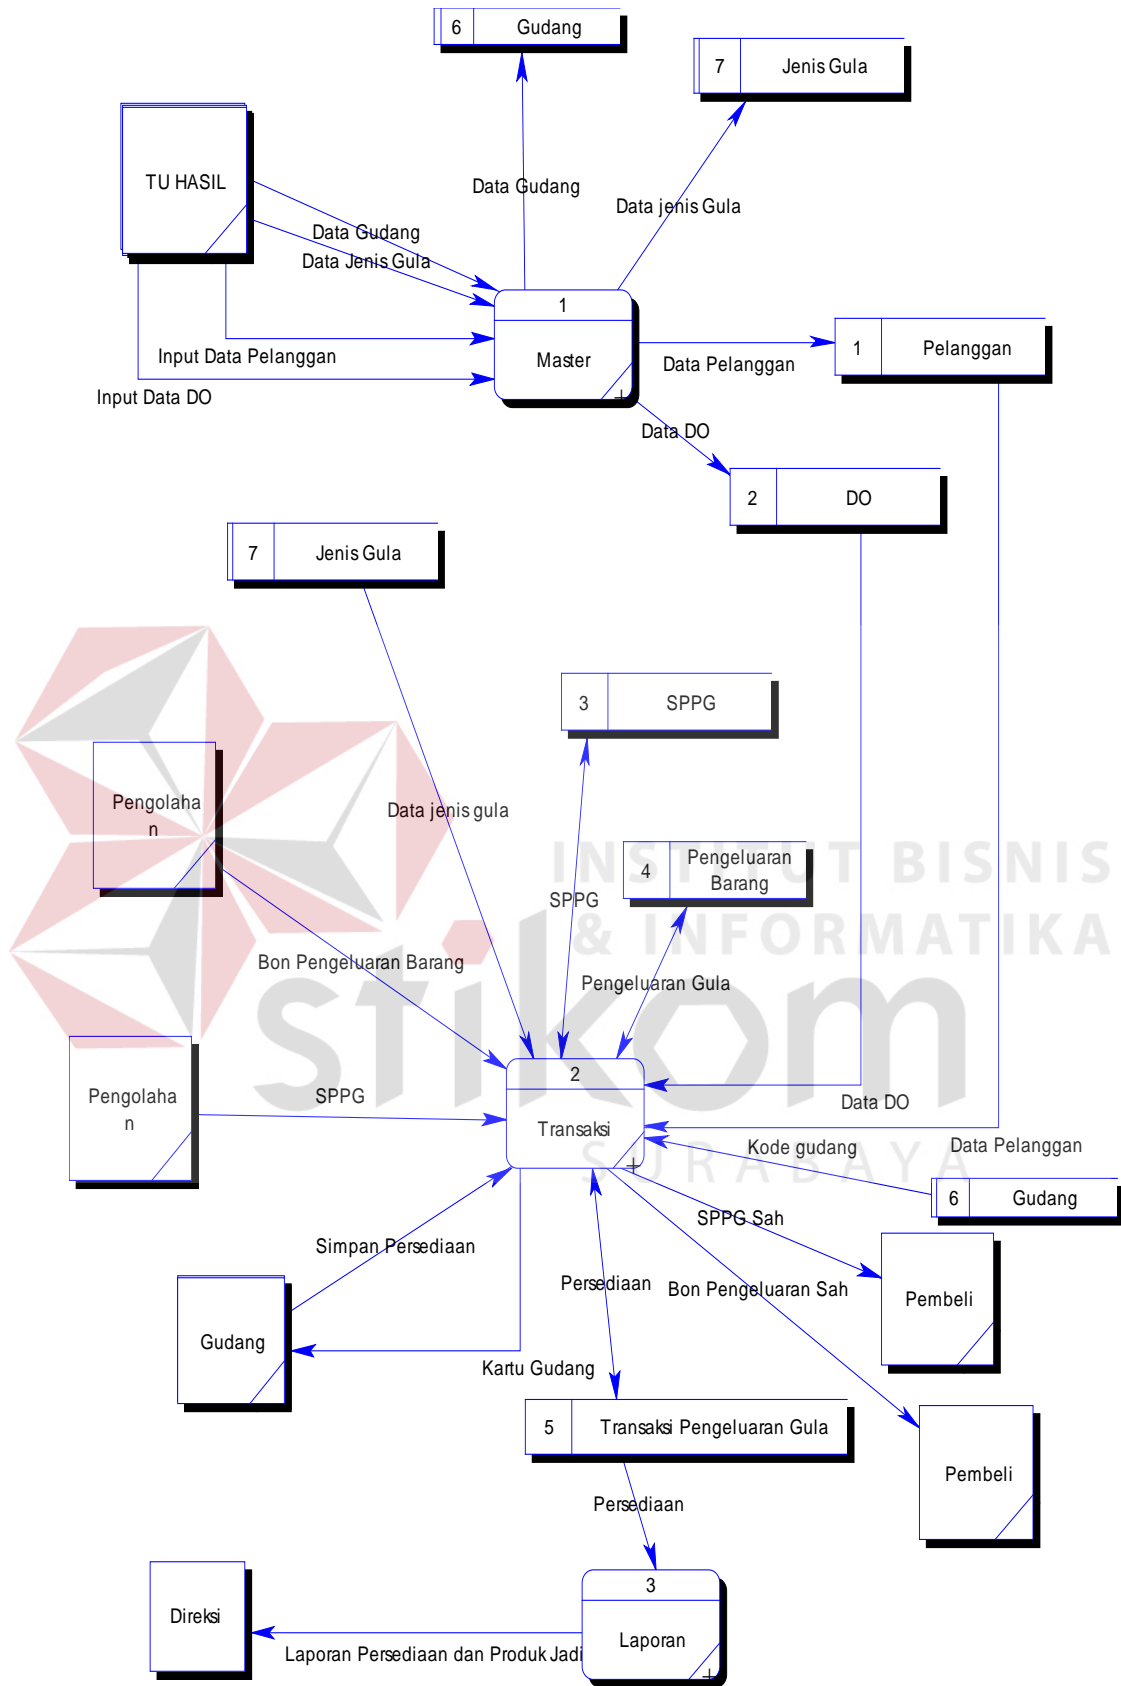 6 Gudang
7 Jenis Gula
TU HASIL
Data Gudang
Data jenis Gula
Data Gudang
Data Jenis Gula
1
Master
Input Data Pelanggan
Input Data DO
Data Pelanggan
1 Pelanggan
Data DO
2 DO
7 Jenis Gula
3 SPPG
Pengolaha
n
Data jenis gula
4 Pengeluaran
Barang
SPPG
INSTITUT BISNIS
& INFORMATIKA
Bon Pengeluaran Barang
Pengeluaran Gula
stikom
SURABAYA
Pengolaha
n
SPPG
2
Transaksi
Data DO
Kode gudang
Data Pelanggan
6 Gudang
SPPG Sah
Simpan Persediaan
Persediaan
Bon Pengeluaran Sah
Pembeli
Gudang
Kartu Gudang
5 Transaksi Pengeluaran Gula
Pembeli
Persediaan
3
Laporan
Direksi
Laporan Persediaan dan Produk Jadi